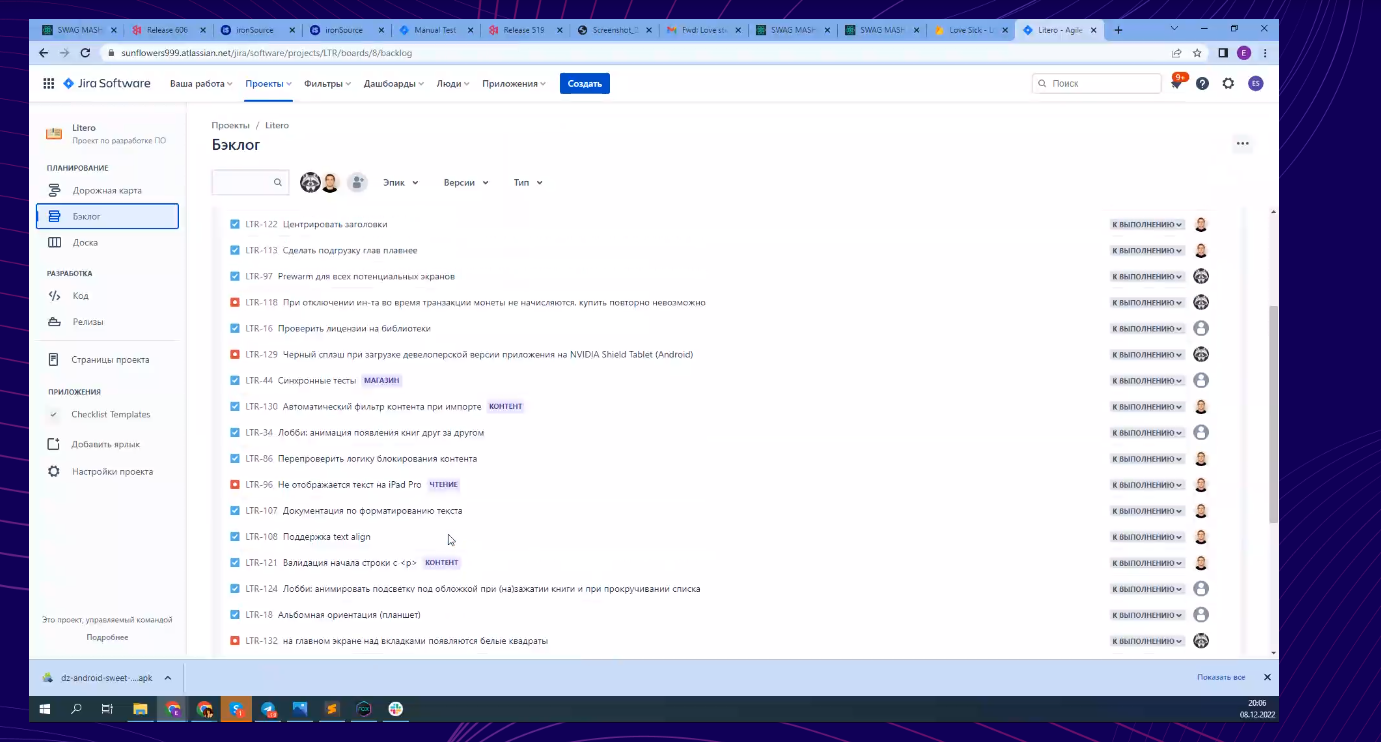 SWAG MASH
Release 606
ironSource
ironSource
Manual Test
Release 519
Screenshot_
Fwd: Love st
SWAG MASH
SWAG MASH
Love Sick - L
Litero - Agile
sunflowers999.atlassian.net/jira/software/projects/LTR/boards/8/backlog
E
Jira Software
Ваша работа
Проекты
Фильтры
Дашборды
Люди
Приложения
Создать
Поиск
9+
ES
Litero
Проект по разработке ПО
ПЛАНИРОВАНИЕ
Дорожная карта
Бэклог
Доска
РАЗРАБОТКА
Код
Релизы
Страницы проекта
ПРИЛОЖЕНИЯ
Checklist Templates
Добавить ярлык
Настройки проекта
Это проект, управляемый командой
Подробнее
Проекты / Litero
Бэклог
Эпик
Версии
Тип
LTR-122 Центрировать заголовки К ВЫПОЛНЕНИЮ
LTR-113 Сделать подгрузку глав плавнее К ВЫПОЛНЕНИЮ
LTR-97 Prewarm для всех потенциальных экранов К ВЫПОЛНЕНИЮ
LTR-118 При отключении ин-та во время транзакции монеты не начисляются. купить повторно невозможно К ВЫПОЛНЕНИЮ
LTR-16 Проверить лицензии на библиотеки К ВЫПОЛНЕНИЮ
LTR-129 Черный сплэш при загрузке девелоперской версии приложения на NVIDIA Shield Tablet (Android) К ВЫПОЛНЕНИЮ
LTR-44 Синхронные тесты МАГАЗИН К ВЫПОЛНЕНИЮ
LTR-130 Автоматический фильтр контента при импорте КОНТЕНТ К ВЫПОЛНЕНИЮ
LTR-34 Лобби: анимация появления книг друг за другом К ВЫПОЛНЕНИЮ
LTR-86 Перепроверить логику блокирования контента К ВЫПОЛНЕНИЮ
LTR-96 Не отображается текст на iPad Pro ЧТЕНИЕ К ВЫПОЛНЕНИЮ
LTR-107 Документация по форматированию текста К ВЫПОЛНЕНИЮ
LTR-108 Поддержка text align К ВЫПОЛНЕНИЮ
LTR-121 Валидация начала строки с <p> КОНТЕНТ К ВЫПОЛНЕНИЮ
LTR-124 Лобби: анимировать подсветку под обложкой при (на)зажатии книги и при прокручивании списка К ВЫПОЛНЕНИЮ
LTR-18 Альбомная ориентация (планшет) К ВЫПОЛНЕНИЮ
LTR-132 на главном экране над вкладками появляются белые квадраты К ВЫПОЛНЕНИЮ
dz-android-sweet-....apk
Показать все
20:06
08.12.2022